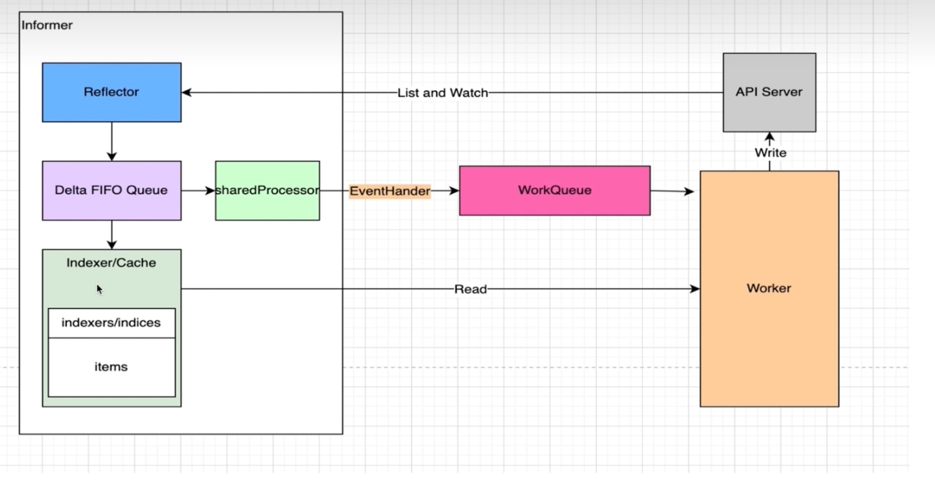 Informer
Reflector
List and Watch
API Server
Write
Delta FIFO Queue
sharedProcessor
EventHander
WorkQueue
Indexer/Cache
Read
Worker
indexers/indices
items